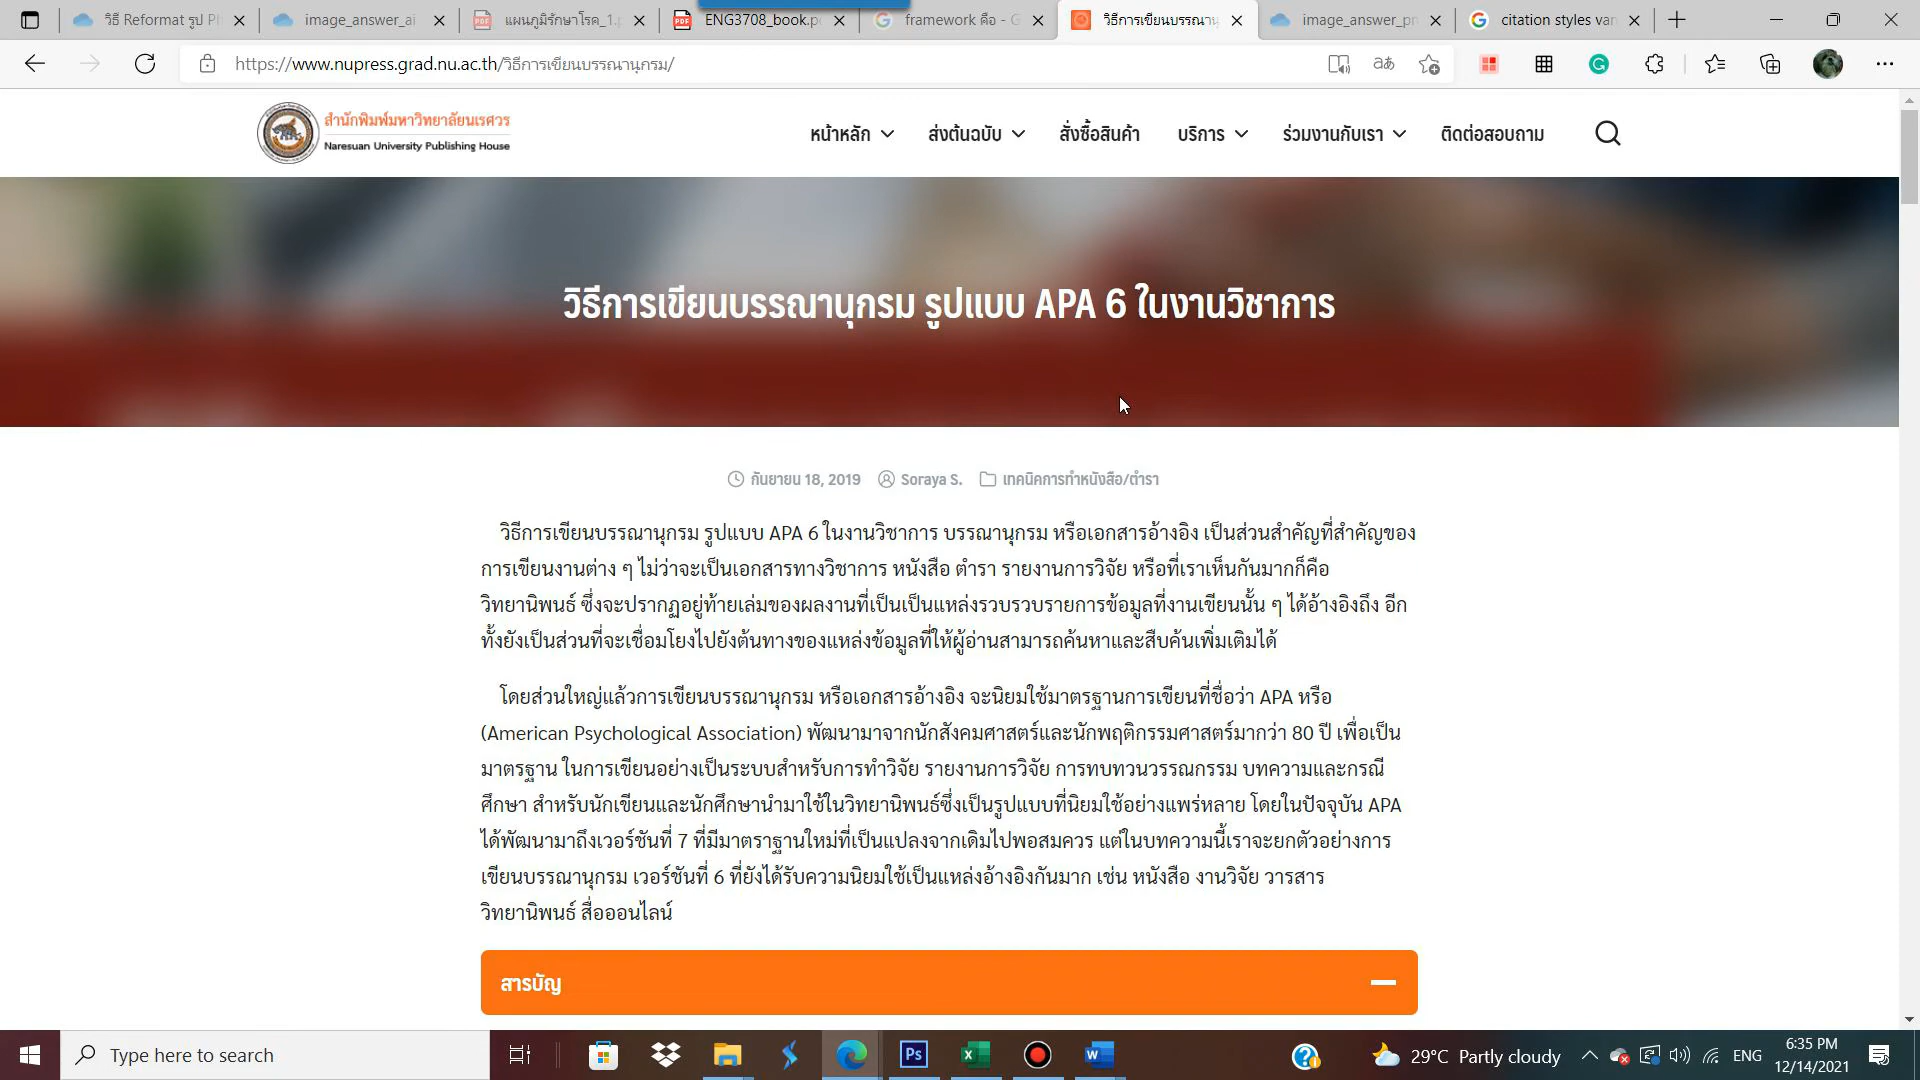 วิธี Reformat รูป Ph
image_answer_ai
แผนภูมิรักษาโรค_1.p
ENG3708_book.p
framework คือ - G
วิธีการเขียนบรรณานุ
image_answer_pr
citation styles van
https://www.nupress.grad.nu.ac.th/วิธีการเขียนบรรณานุกรม/
สำนักพิมพ์มหาวิทยาลัยนเรศวร
Naresuan University Publishing House
หน้าหลัก
ส่งต้นฉบับ
สั่งซื้อสินค้า
บริการ
ร่วมงานกับเรา
ติดต่อสอบถาม
วิธีการเขียนบรรณานุกรม รูปแบบ APA 6 ในงานวิชาการ
กันยายน 18, 2019 Soraya S. เทคนิคการทำหนังสือ/ตำรา
วิธีการเขียนบรรณานุกรม รูปแบบ APA 6 ในงานวิชาการ บรรณานุกรม หรือเอกสารอ้างอิง เป็นส่วนสำคัญที่สำคัญของ
การเขียนงานต่าง ๆ ไม่ว่าจะเป็นเอกสารทางวิชาการ หนังสือ ตำรา รายงานการวิจัย หรือที่เราเห็นกันมากก็คือ
วิทยานิพนธ์ ซึ่งจะปรากฏอยู่ท้ายเล่มของผลงานที่เป็นเป็นแหล่งรวบรวบรายการข้อมูลที่งานเขียนนั้น ๆ ได้อ้างอิงถึง อีก
ทั้งยังเป็นส่วนที่จะเชื่อมโยงไปยังต้นทางของแหล่งข้อมูลที่ให้ผู้อ่านสามารถค้นหาและสืบค้นเพิ่มเติมได้
โดยส่วนใหญ่แล้วการเขียนบรรณานุกรม หรือเอกสารอ้างอิง จะนิยมใช้มาตรฐานการเขียนที่ชื่อว่า APA หรือ
(American Psychological Association) พัฒนามาจากนักสังคมศาสตร์และนักพฤติกรรมศาสตร์มากว่า 80 ปี เพื่อเป็น
มาตรฐาน ในการเขียนอย่างเป็นระบบสำหรับการทำวิจัย รายงานการวิจัย การทบทวนวรรณกรรม บทความและกรณี
ศึกษา สำหรับนักเขียนและนักศึกษานำมาใช้ในวิทยานิพนธ์ซึ่งเป็นรูปแบบที่นิยมใช้อย่างแพร่หลาย โดยในปัจจุบัน APA
ได้พัฒนามาถึงเวอร์ชันที่ 7 ที่มีมาตราฐานใหม่ที่เป็นแปลงจากเดิมไปพอสมควร แต่ในบทความนี้เราจะยกตัวอย่างการ
เขียนบรรณานุกรม เวอร์ชันที่ 6 ที่ยังได้รับความนิยมใช้เป็นแหล่งอ้างอิงกันมาก เช่น หนังสือ งานวิจัย วารสาร
วิทยานิพนธ์ สื่อออนไลน์
สารบัญ
Type here to search
29°C Partly cloudy
ENG
6:35 PM
12/14/2021